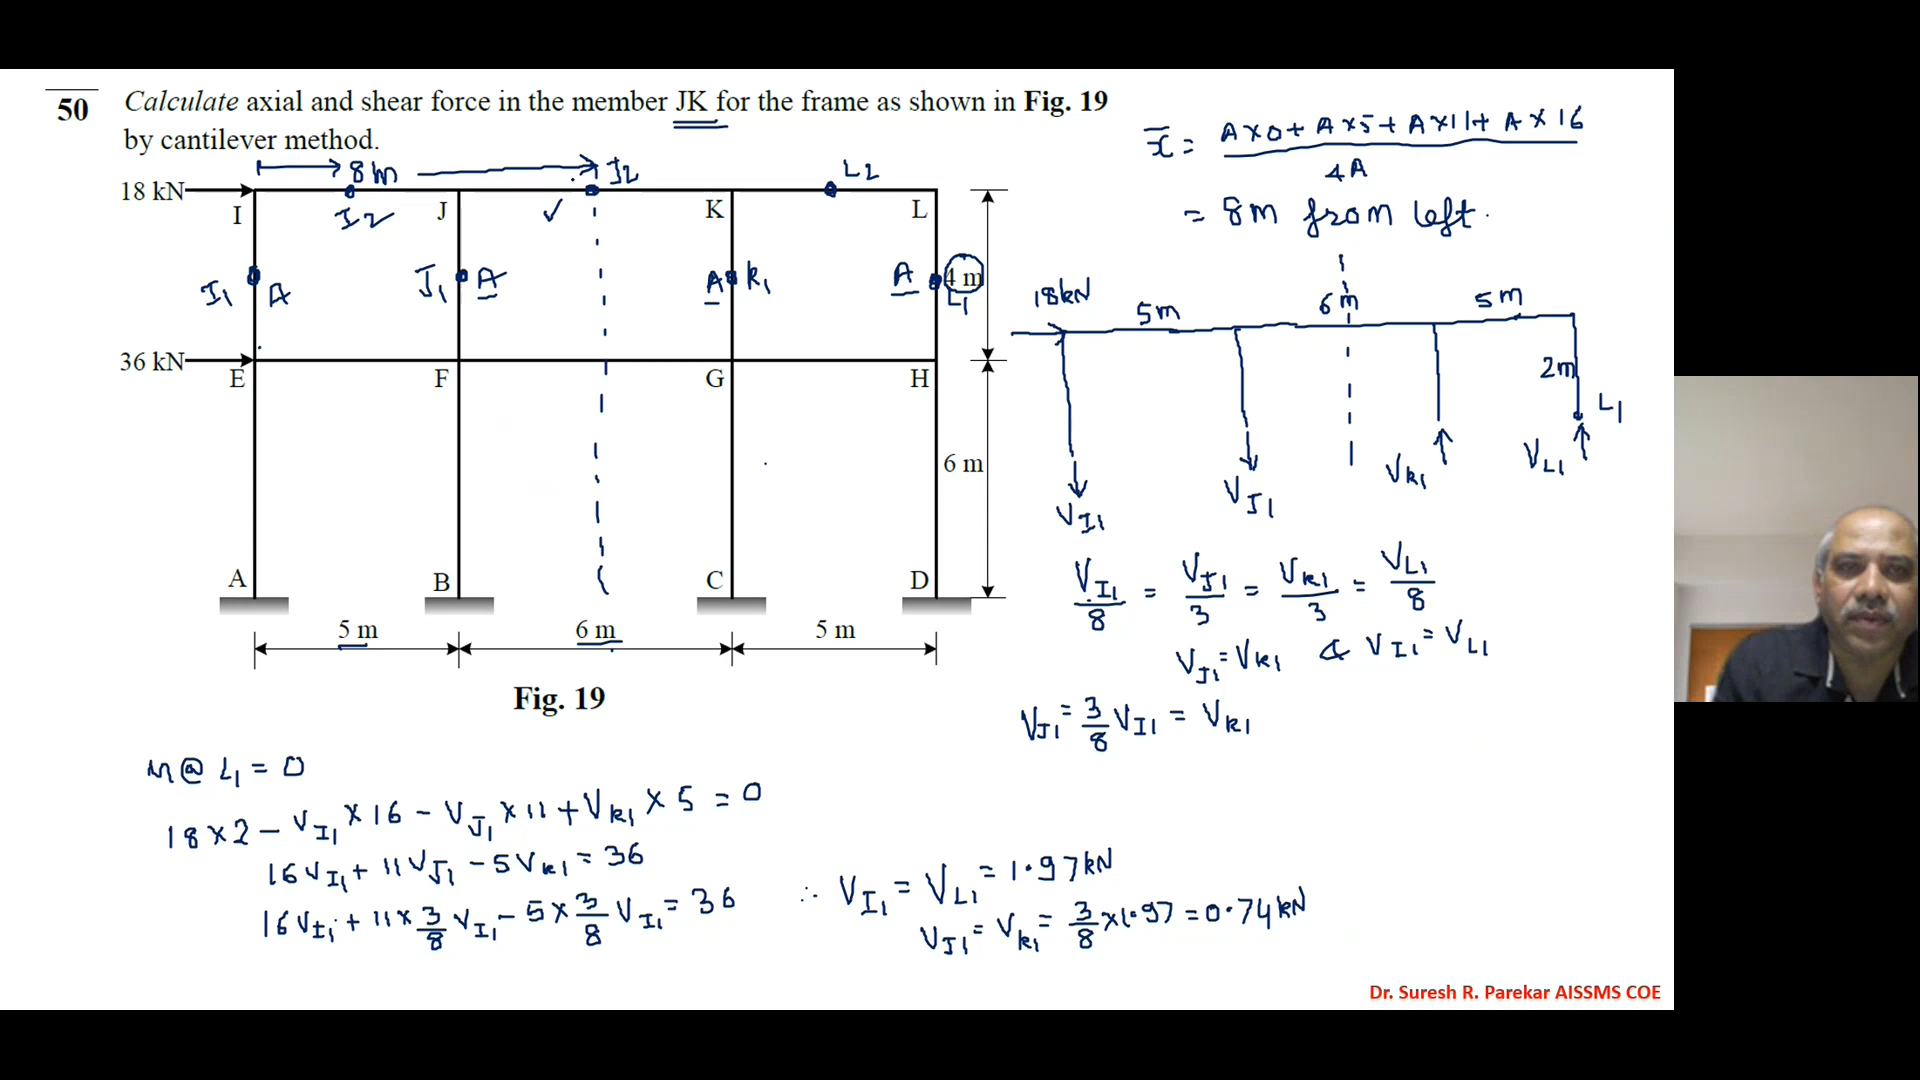 50 Calculate axial and shear force in the member JK for the frame as shown in Fig. 19
by cantilever method.
8m J2 L2
18 kN
I I2 J ✓ K L
I1 A J1 A A K1 A 4 m L1
36 kN
E F G H
6 m
A B C D
5 m 6 m 5 m
Fig. 19
x̄ = A×0 + A×5 + A×11 + A×16 / 4A
= 8m from left.
18kN 5m 6m 5m
2m L1
VI1 VJ1 VK1 VL1
VI1/8 = VJ1/3 = VK1/3 = VL1/8
VJ1 = VK1 & VI1 = VL1
VJ1 = 3/8 VI1 = VK1
M@ L1 = 0
18×2 − VI1 ×16 − VJ1 ×11 + VK1 ×5 = 0
16VI1 + 11VJ1 − 5VK1 = 36
16VI1 + 11×3/8 VI1 − 5×3/8 VI1 = 36
∴ VI1 = VL1 = 1.97kN
VJ1 = VK1 = 3/8 ×1.97 = 0.74kN
Dr. Suresh R. Parekar AISSMS COE